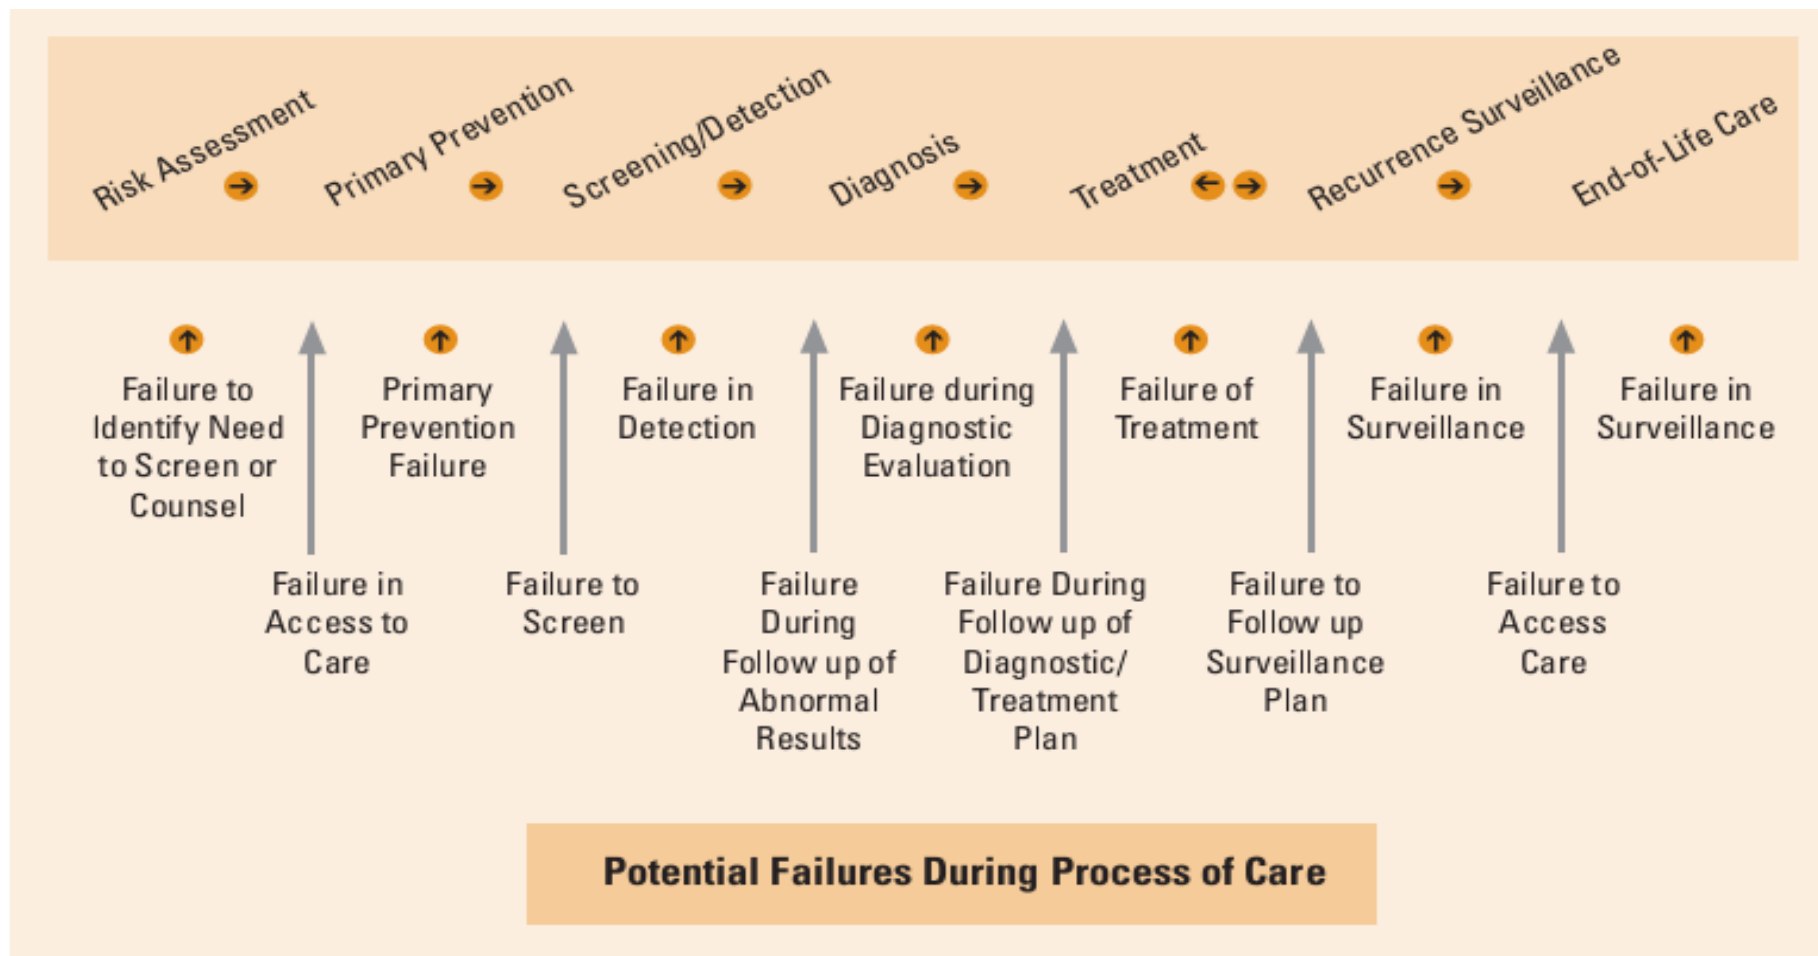 Risk Assessment
Primary Prevention
Screening/Detection
Diagnosis
Treatment
Recurrence Surveillance
End-of-Life Care
Failure to
Identify Need
to Screen or
Counsel
Primary
Prevention
Failure
Failure in
Detection
Failure during
Diagnostic
Evaluation
Failure of
Treatment
Failure in
Surveillance
Failure in
Surveillance
Failure in
Access to
Care
Failure to
Screen
Failure
During
Follow up of
Abnormal
Results
Failure During
Follow up of
Diagnostic/
Treatment
Plan
Failure to
Follow up
Surveillance
Plan
Failure to
Access
Care
Potential Failures During Process of Care